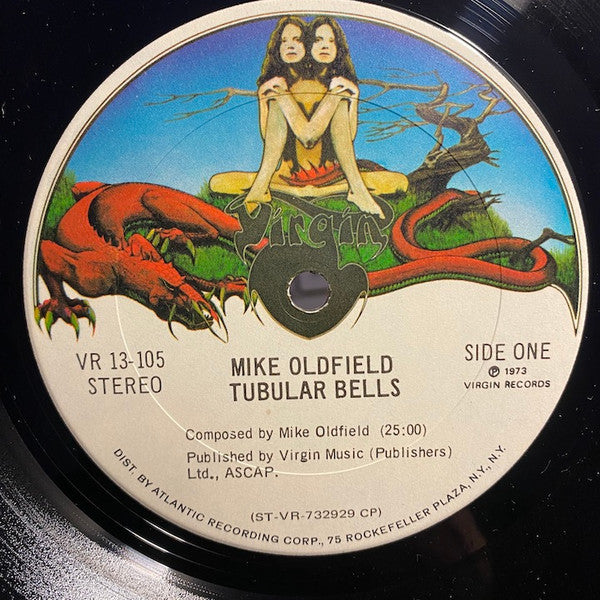 Virgin
VR 13-105
STEREO
MIKE OLDFIELD
TUBULAR BELLS
SIDE ONE
Ⓟ 1973
VIRGIN RECORDS
Composed by Mike Oldfield (25:00)
Published by Virgin Music (Publishers)
Ltd., ASCAP.
(ST-VR-732929 CP)
DIST. BY ATLANTIC RECORDING CORP., 75 ROCKEFELLER PLAZA, N.Y., N.Y.